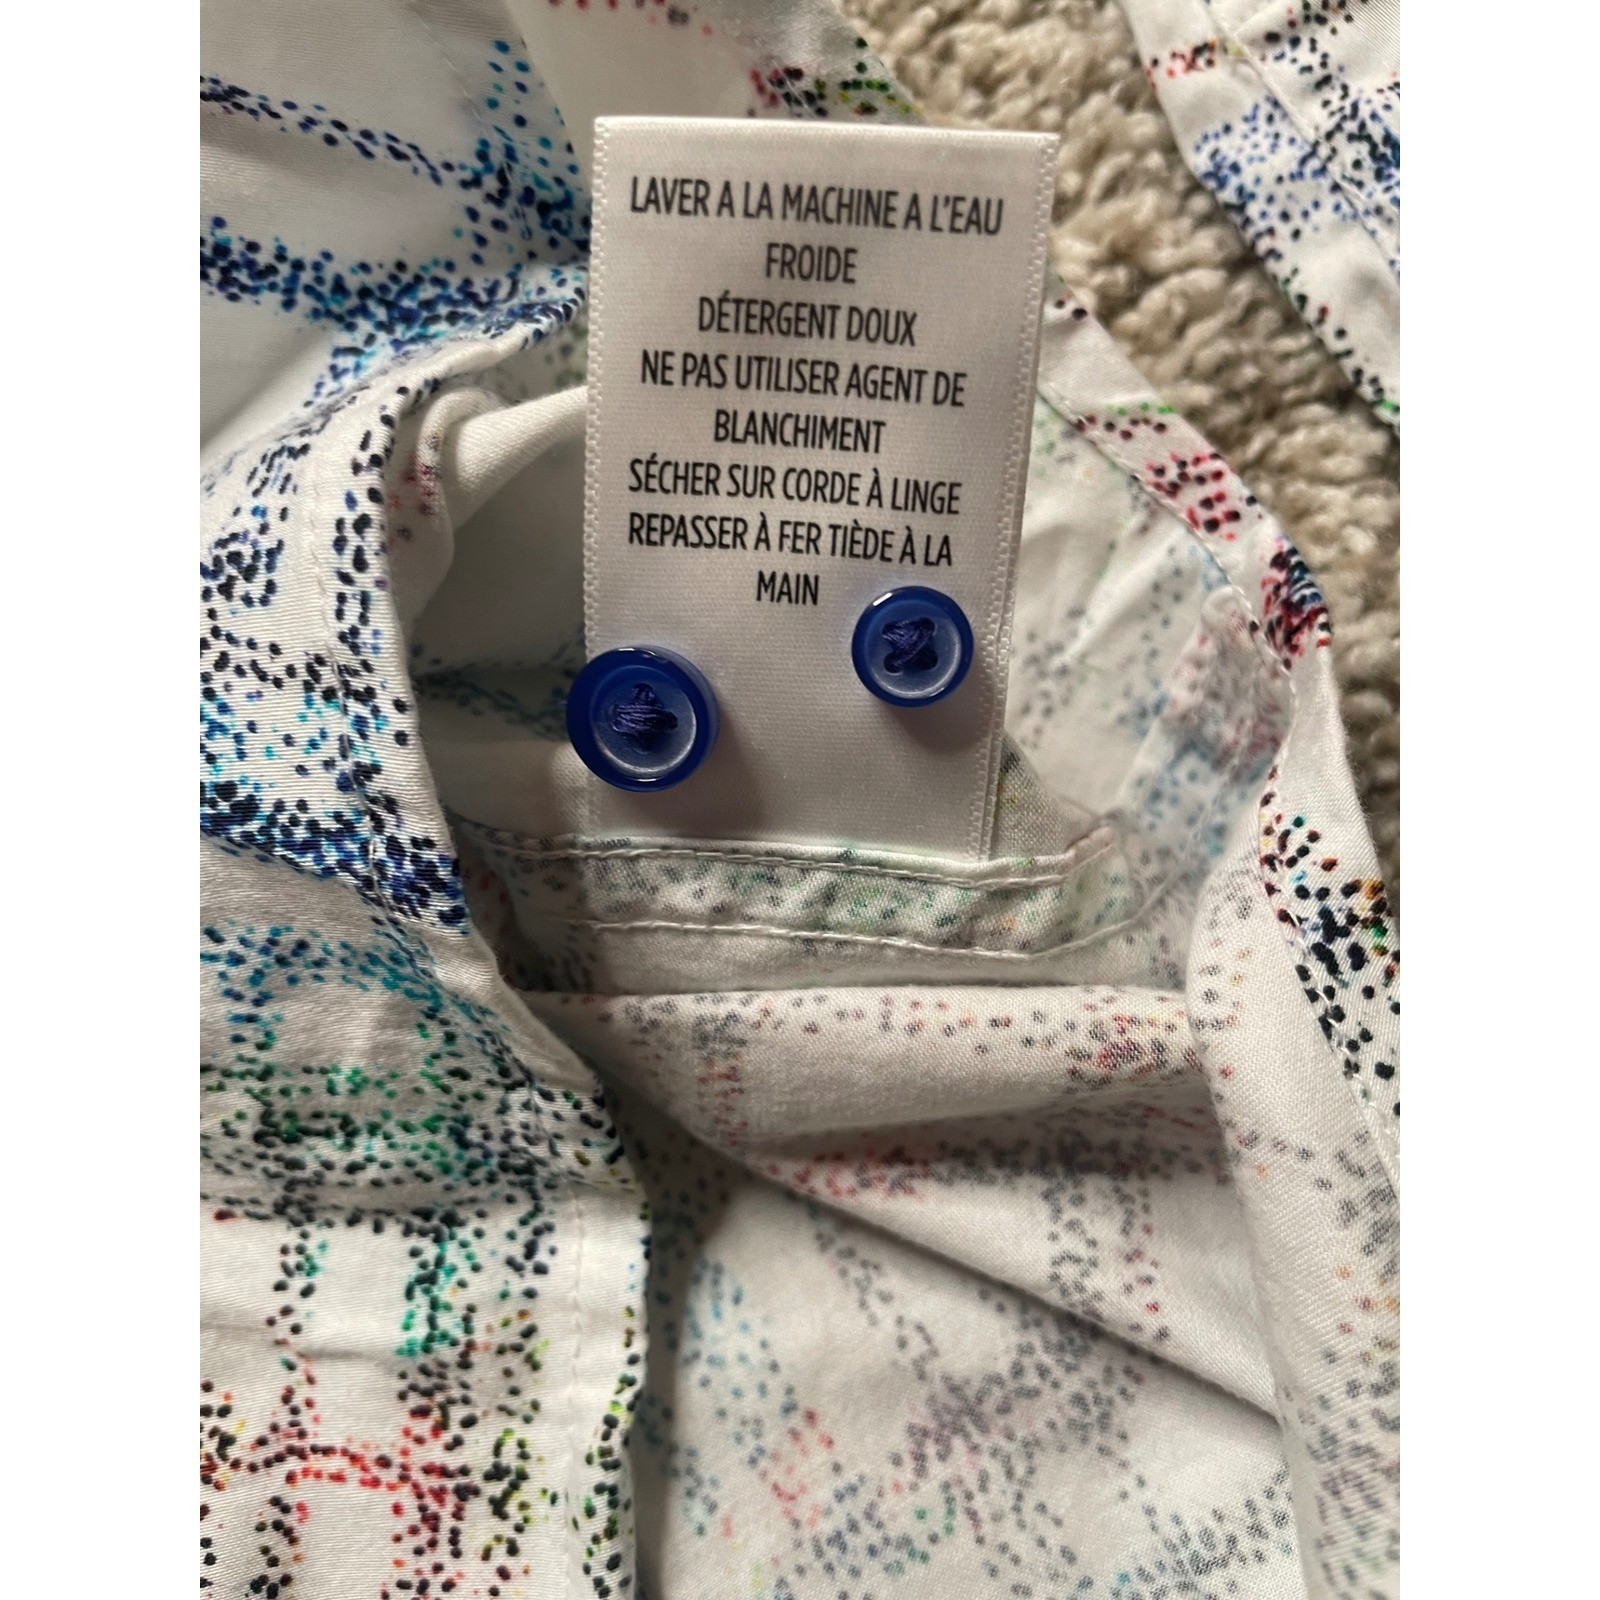 LAVER A LA MACHINE A L'EAU
FROIDE
DÉTERGENT DOUX
NE PAS UTILISER AGENT DE
BLANCHIMENT
SÉCHER SUR CORDE À LINGE
REPASSER À FER TIÈDE À LA
MAIN